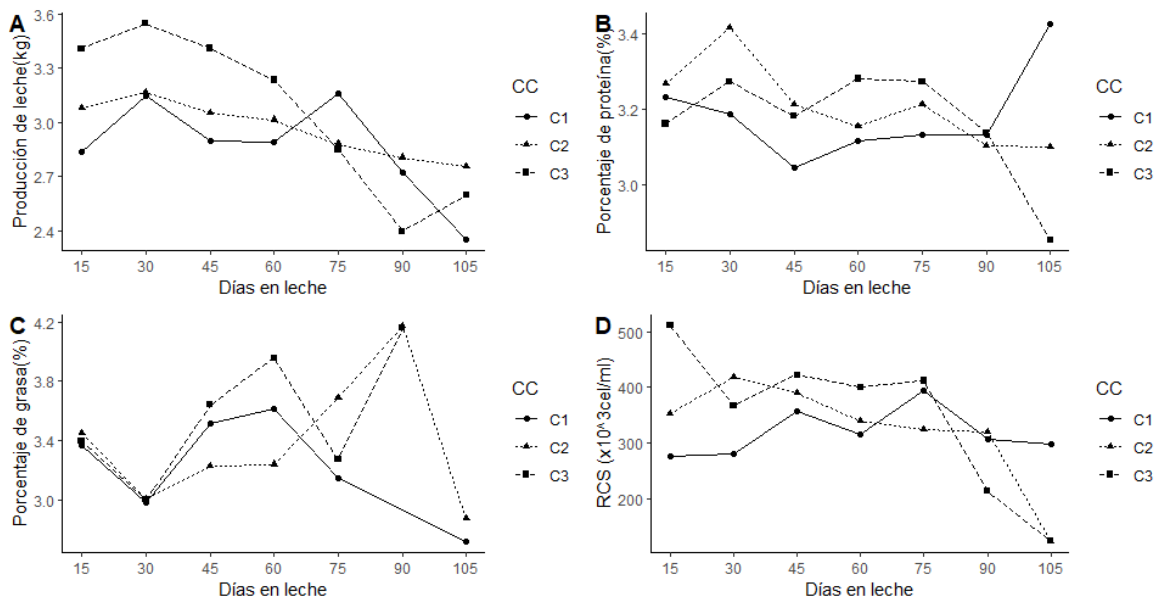 A
Producción de leche(kg)
3.6
3.3
3.0
2.7
2.4
15 30 45 60 75 90 105
Días en leche
CC
C1
C2
C3
B
Porcentaje de proteína(%)
3.4
3.2
3.0
15 30 45 60 75 90 105
Días en leche
CC
C1
C2
C3
C
Porcentaje de grasa(%)
4.2
3.8
3.4
3.0
15 30 45 60 75 90 105
Días en leche
CC
C1
C2
C3
D
RCS (x10^3cel/ml)
500
400
300
200
15 30 45 60 75 90 105
Días en leche
CC
C1
C2
C3